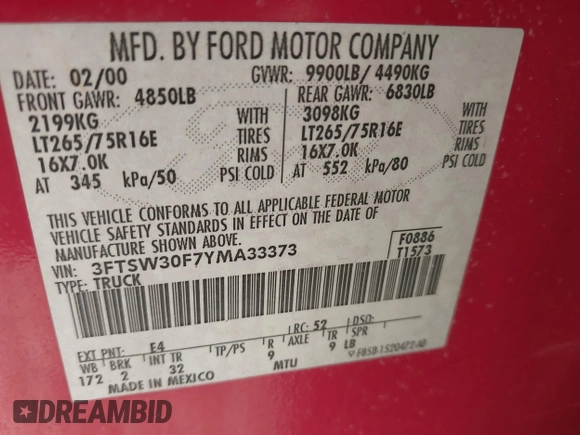 MFD. BY FORD MOTOR COMPANY
DATE: 02/00 GVWR: 9900LB/ 4490KG
FRONT GAWR: 4850LB REAR GAWR: 6830LB
2199KG WITH 3098KG WITH
LT265/75R16E TIRES LT265/75R16E TIRES
16X7.0K RIMS 16X7.0K RIMS
AT 345 kPa/50 PSI COLD AT 552 kPa/80 PSI COLD
THIS VEHICLE CONFORMS TO ALL APPLICABLE FEDERAL MOTOR
VEHICLE SAFETY STANDARDS IN EFFECT ON THE DATE OF
MANUFACTURE SHOWN ABOVE.
VIN: 3FTSW30F7YMA33373 F0886
TYPE: TRUCK T1573
EXT PNT: E4 RC: 52 DSO:
WB BRK INT TR TP/PS R AXLE TR SPR
172 2 32 9 9 LB
MTU
MADE IN MEXICO
DREAMBID